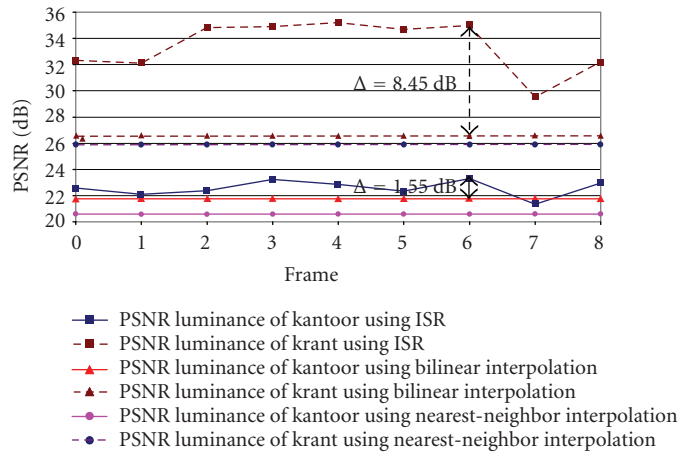 PSNR (dB)
36
34
32
30
28
26
24
22
20
Δ = 8.45 dB
Δ = 1.55 dB
0 1 2 3 4 5 6 7 8
Frame
PSNR luminance of kantoor using ISR
PSNR luminance of krant using ISR
PSNR luminance of kantoor using bilinear interpolation
PSNR luminance of krant using bilinear interpolation
PSNR luminance of kantoor using nearest-neighbor interpolation
PSNR luminance of krant using nearest-neighbor interpolation